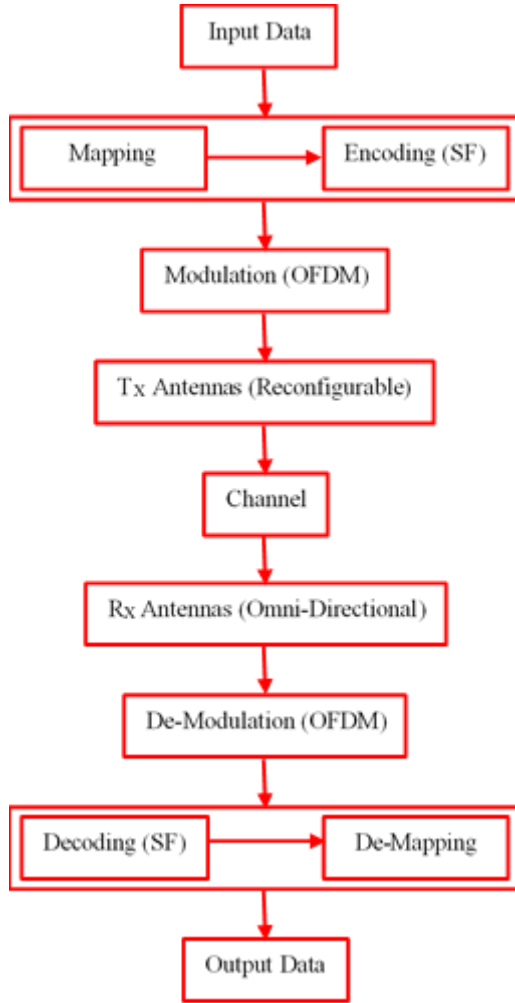 Input Data
Mapping
Encoding (SF)
Modulation (OFDM)
Tx Antennas (Reconfigurable)
Channel
Rx Antennas (Omni-Directional)
De-Modulation (OFDM)
Decoding (SF)
De-Mapping
Output Data